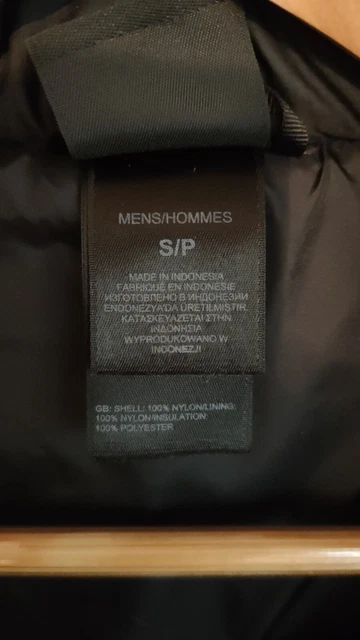 MENS/HOMMES
S/P
MADE IN INDONESIA
FABRIQUÉ EN INDONESIE
ИЗГОТОВЛЕНО В ИНДОНЕЗИИ
ENDONEZYA'DA ÜRETILMIŞTIR.
ΚΑΤΑΣΚΕΥΑΖΕΤΑΙ ΣΤΗΝ
ΙΝΔΟΝΗΣΙΑ
WYPRODUKOWANO W
INDONEZJI
GB: SHELL: 100% NYLON/LINING:
100% NYLON/INSULATION:
100% POLYESTER